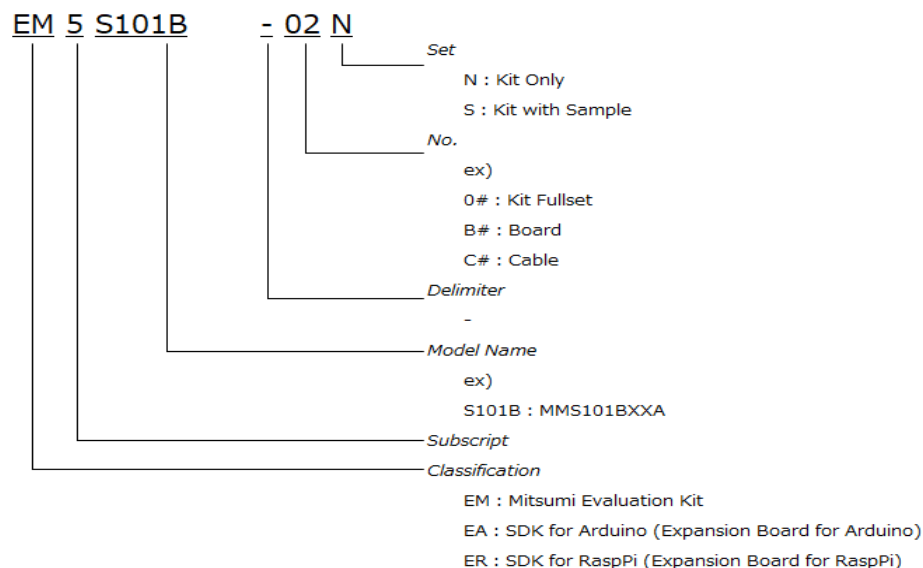 EM 5 S101B - 02 N
Set
N : Kit Only
S : Kit with Sample
No.
ex)
0# : Kit Fullset
B# : Board
C# : Cable
Delimiter
-
Model Name
ex)
S101B : MMS101BXXA
Subscript
Classification
EM : Mitsumi Evaluation Kit
EA : SDK for Arduino (Expansion Board for Arduino)
ER : SDK for RaspPi (Expansion Board for RaspPi)